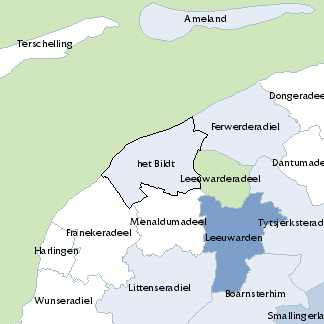 Ameland
Terschelling
Dongeradee
Ferwerderadiel
het Bildt
Dantumade
Leeuwarderadeel
Menaldumadeel
Tytsjerksterad
Franekeradeel
Leeuwarden
Harlingen
Littenseradiel
Boarnsterhim
Wunseradiel
Smallingerla